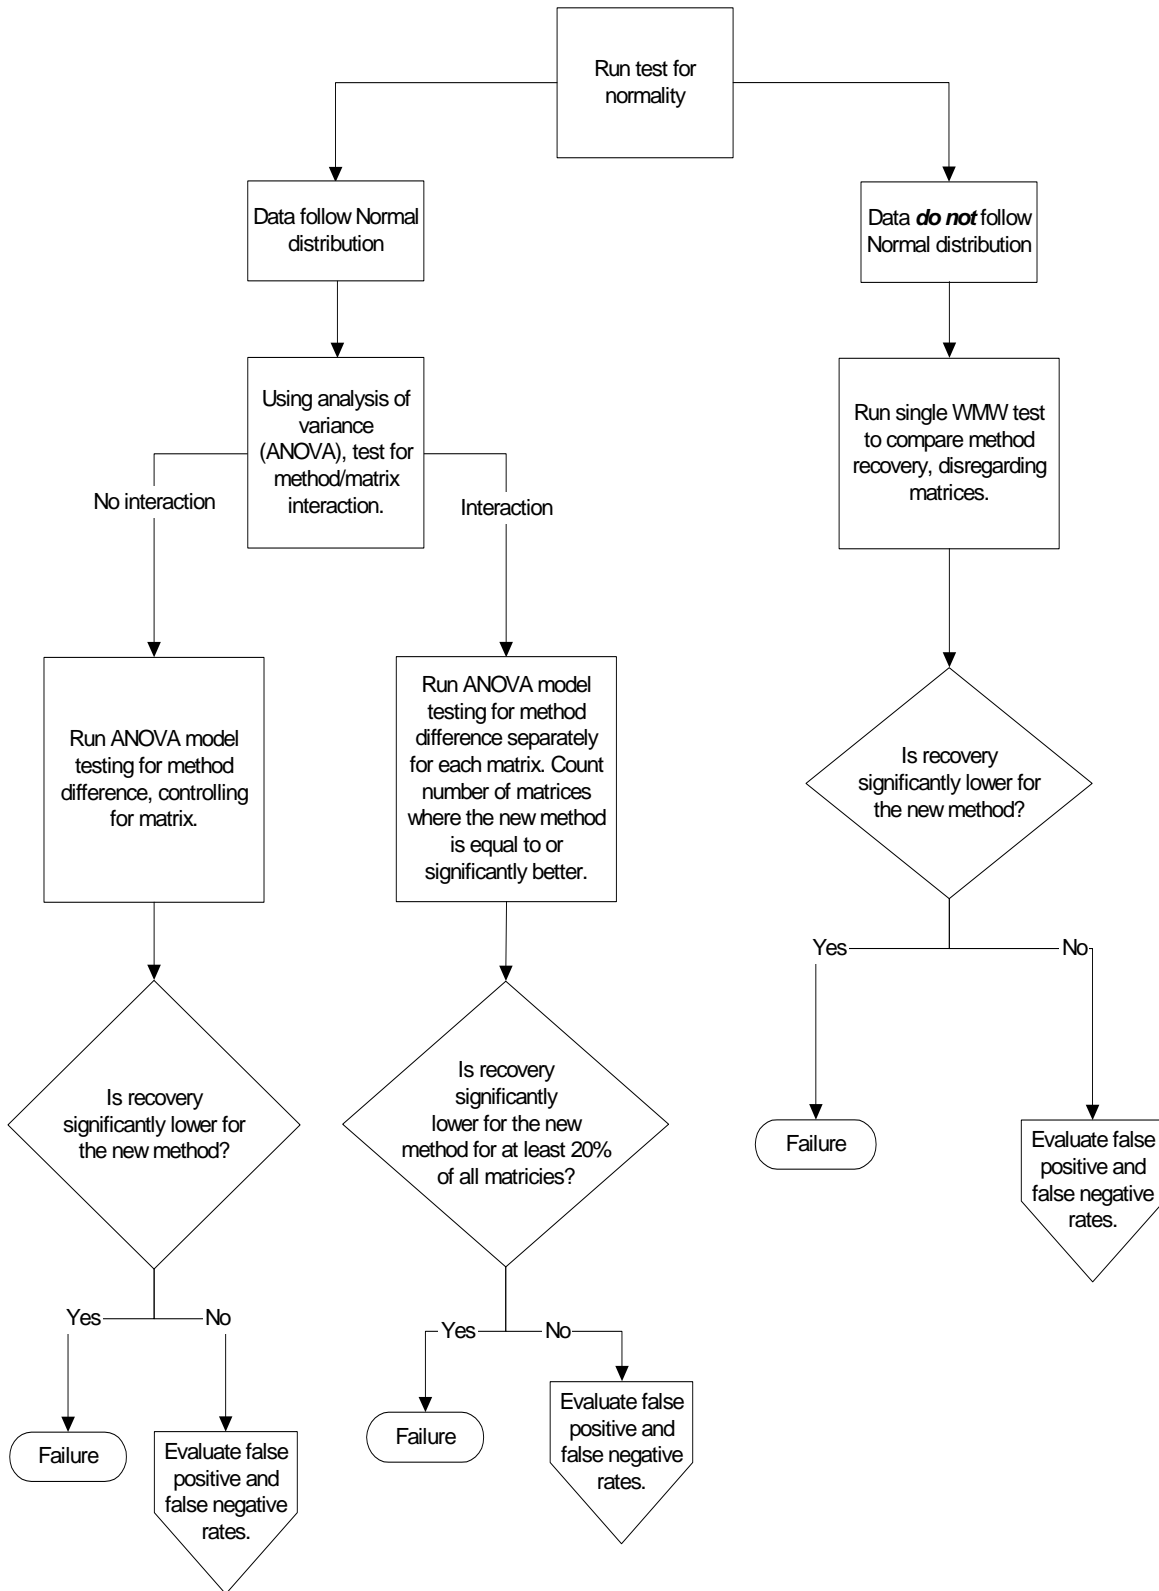 Run test for
normality
Data follow Normal
distribution
Data do not follow
Normal distribution
Using analysis of
variance
(ANOVA), test for
method/matrix
interaction.
Run single WMW test
to compare method
recovery, disregarding
matrices.
No interaction
Interaction
Run ANOVA model
testing for method
difference, controlling
for matrix.
Run ANOVA model
testing for method
difference separately
for each matrix. Count
number of matrices
where the new method
is equal to or
significantly better.
Is recovery
significantly lower for
the new method?
Yes
No
Is recovery
significantly lower for
the new method?
Is recovery
significantly
lower for the new
method for at least 20%
of all matricies?
Failure
Evaluate false
positive and
false negative
rates.
Yes
No
Yes
No
Failure
Evaluate false
positive and
false negative
rates.
Failure
Evaluate false
positive and
false negative
rates.